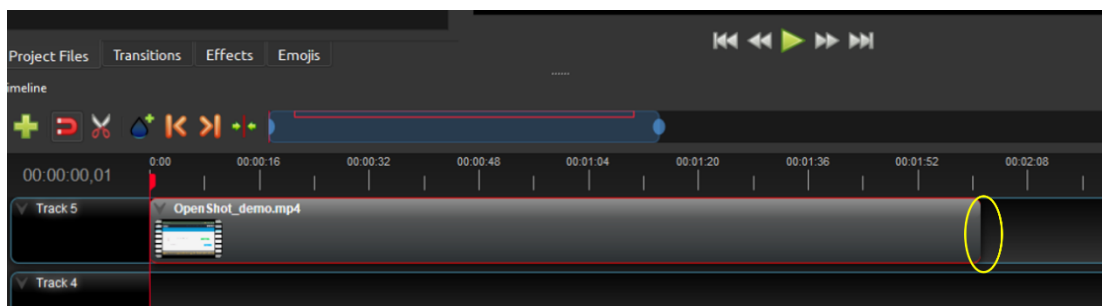 Project Files Transitions Effects Emojis
imeline
0:00 00:00:16 00:00:32 00:00:48 00:01:04 00:01:20 00:01:36 00:01:52 00:02:08
00:00:00,01
Track 5 OpenShot_demo.mp4
Track 4